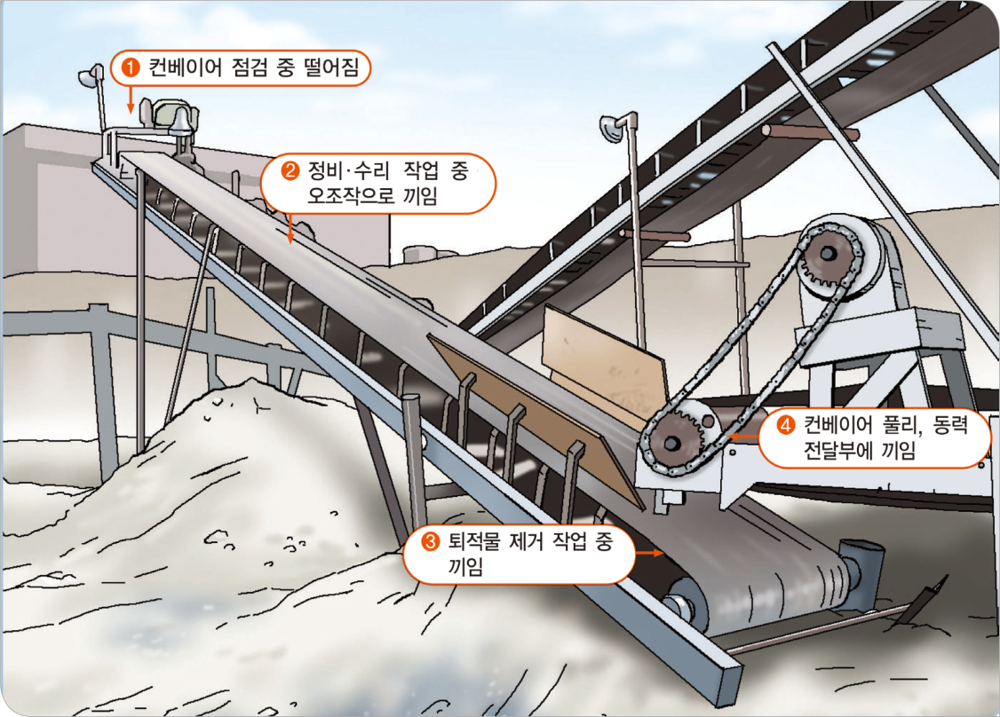 ❶ 컨베이어 점검 중 떨어짐
❷ 정비·수리 작업 중
오조작으로 끼임
❸ 퇴적물 제거 작업 중
끼임
❹ 컨베이어 풀리, 동력
전달부에 끼임